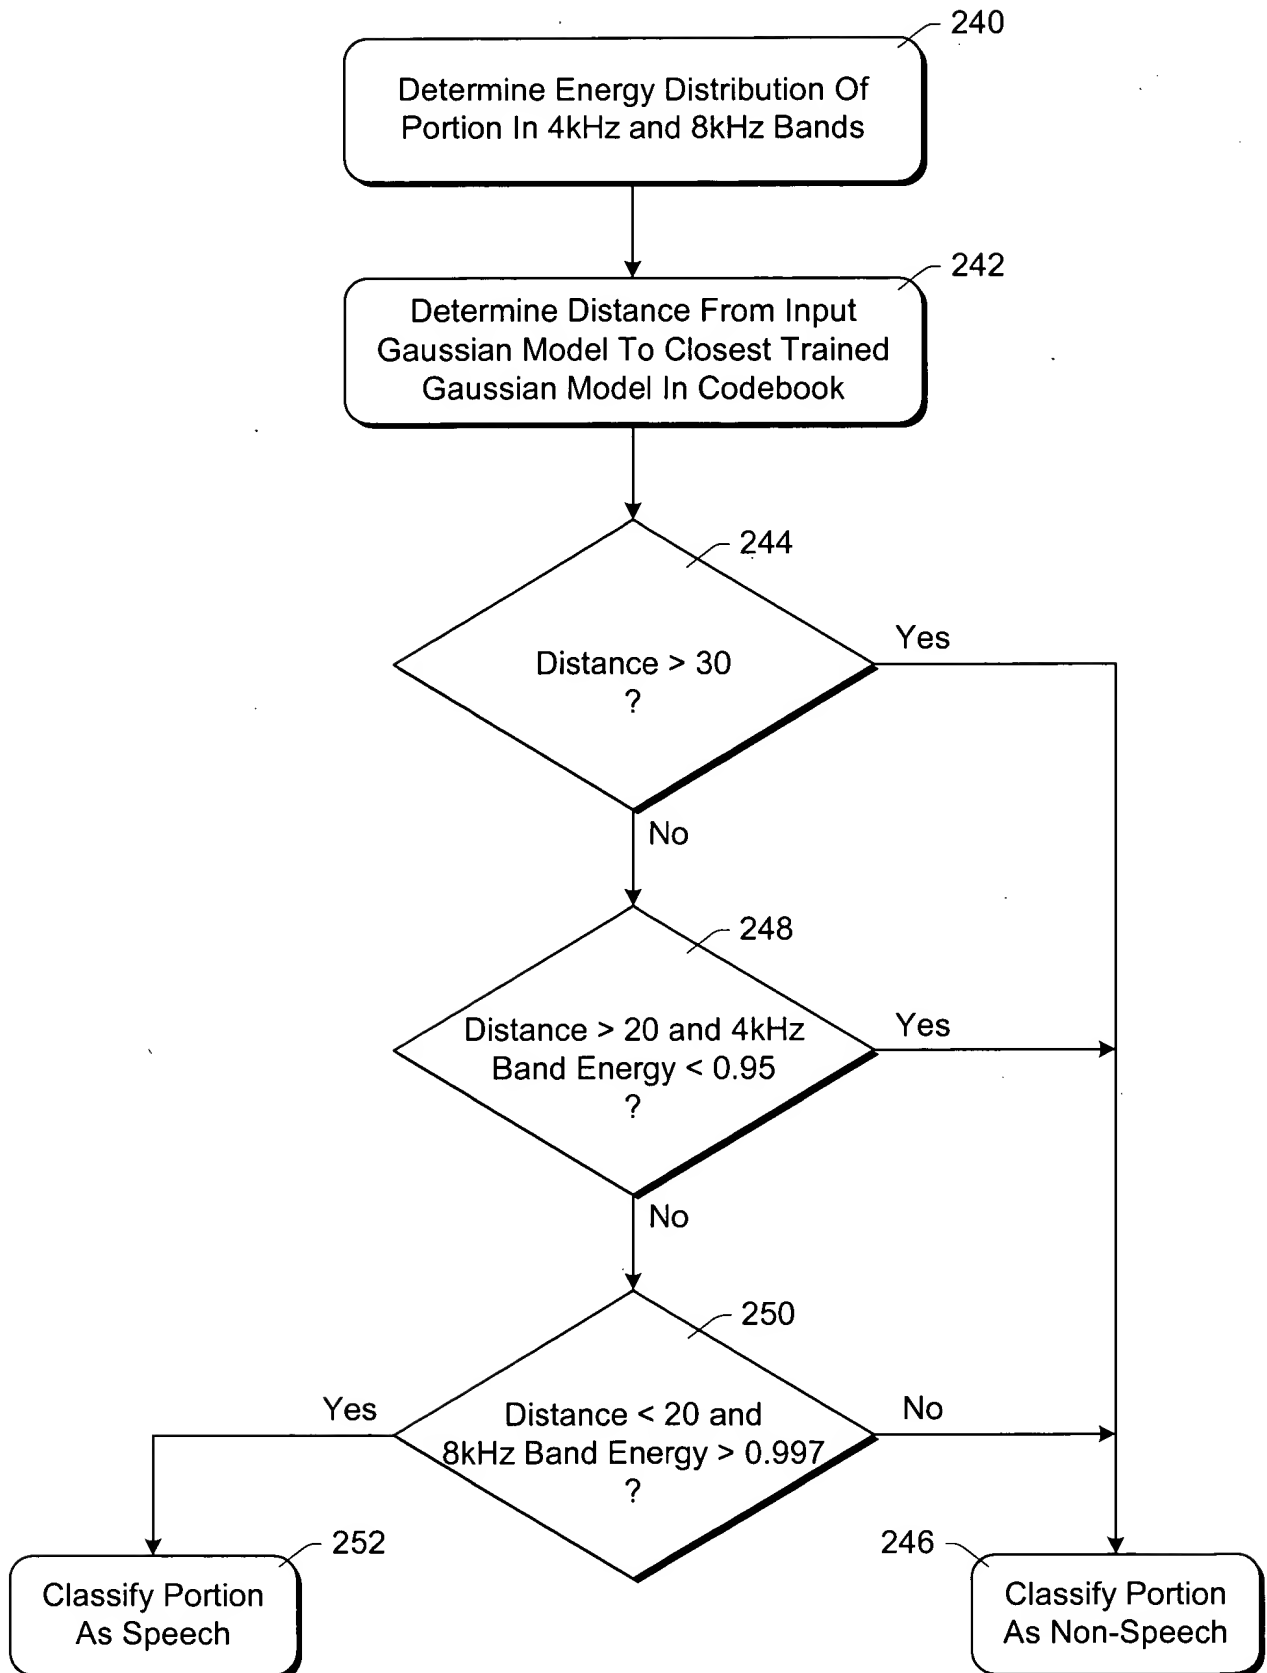 240
Determine Energy Distribution Of
Portion In 4kHz and 8kHz Bands
242
Determine Distance From Input
Gaussian Model To Closest Trained
Gaussian Model In Codebook
244
Distance > 30
?
Yes
No
248
Distance > 20 and 4kHz
Band Energy < 0.95
?
Yes
No
250
Distance < 20 and
8kHz Band Energy > 0.997
?
Yes
No
252
Classify Portion
As Speech
246
Classify Portion
As Non-Speech